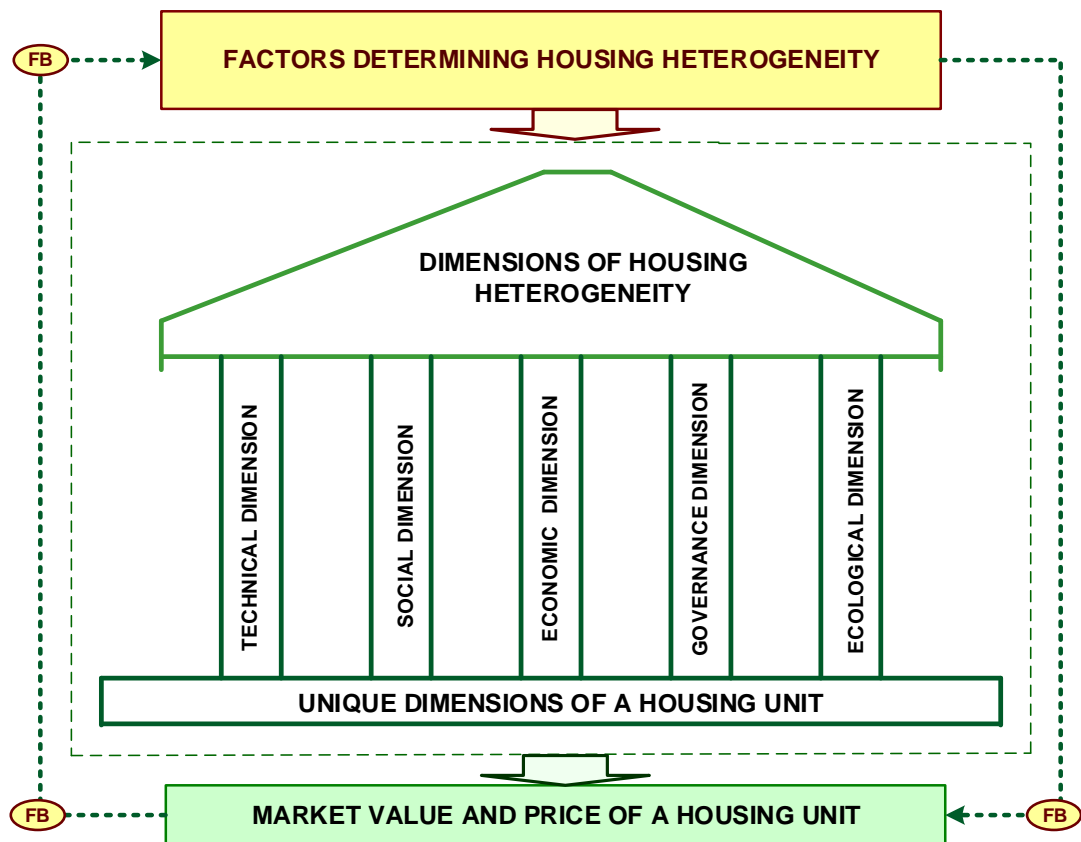 FB
FACTORS DETERMINING HOUSING HETEROGENEITY
DIMENSIONS OF HOUSING
HETEROGENEITY
TECHNICAL DIMENSION
SOCIAL DIMENSION
ECONOMIC DIMENSION
GOVERNANCE DIMENSION
ECOLOGICAL DIMENSION
UNIQUE DIMENSIONS OF A HOUSING UNIT
FB
MARKET VALUE AND PRICE OF A HOUSING UNIT
FB